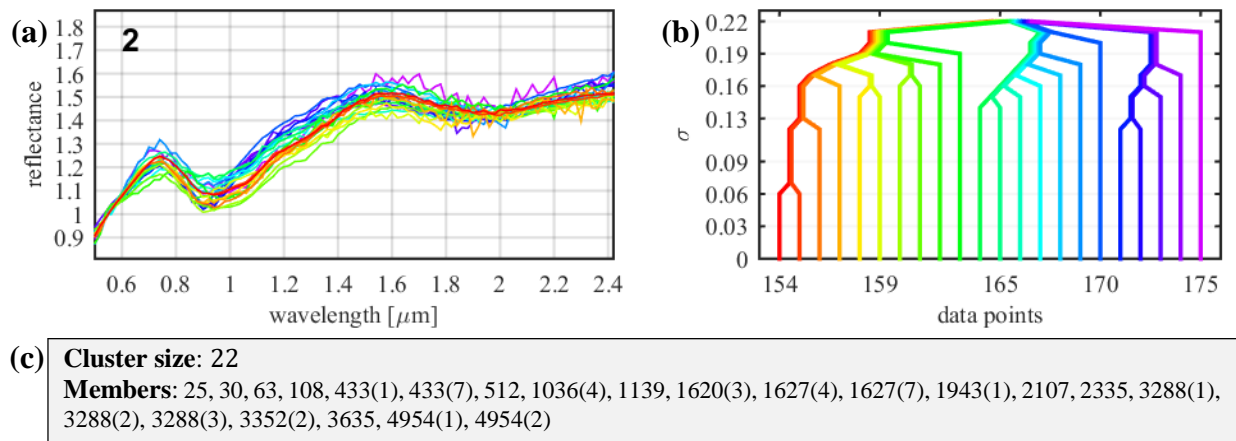 (a)
2
1.8
1.7
1.6
1.5
1.4
1.3
1.2
1.1
1
0.9
reflectance
0.6 0.8 1 1.2 1.4 1.6 1.8 2 2.2 2.4
wavelength [μm]
(b)
0.22
0.19
0.16
0.13
0.09
0.06
0.03
0
σ
154 159 165 170 175
data points
(c)
Cluster size: 22
Members: 25, 30, 63, 108, 433(1), 433(7), 512, 1036(4), 1139, 1620(3), 1627(4), 1627(7), 1943(1), 2107, 2335, 3288(1),
3288(2), 3288(3), 3352(2), 3635, 4954(1), 4954(2)